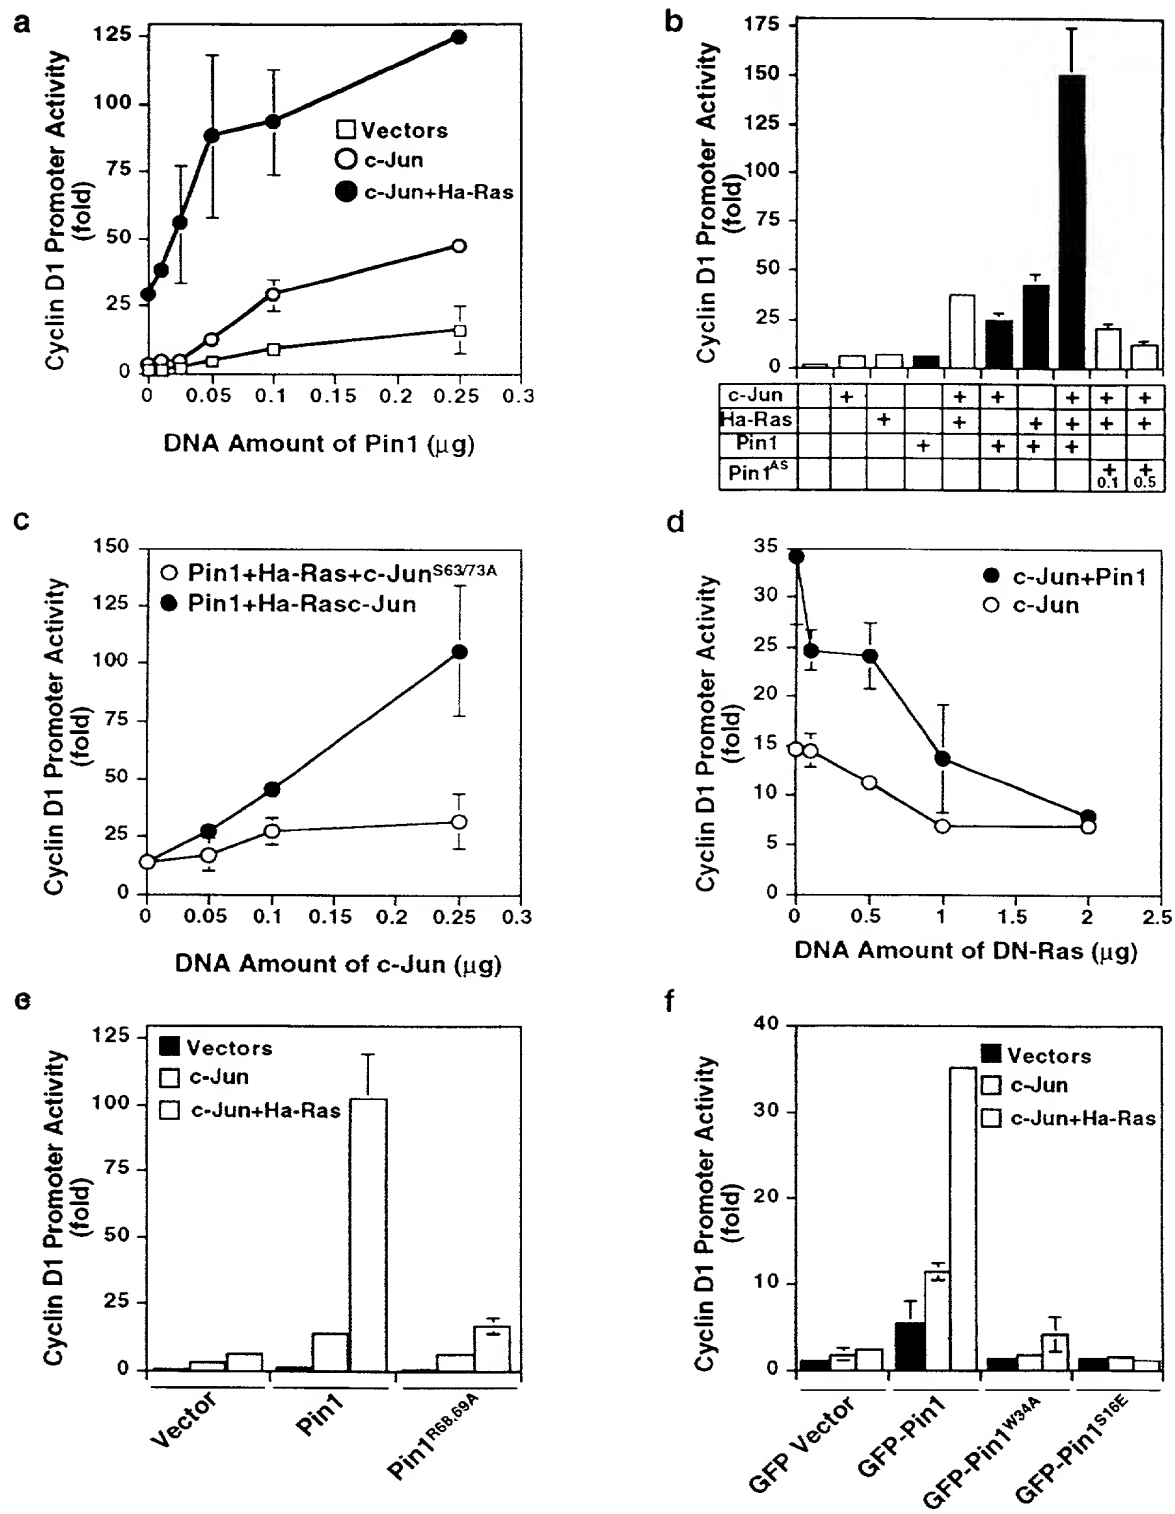 a
Cyclin D1 Promoter Activity
(fold)
125
100
75
50
25
0
Vectors
c-Jun
c-Jun+Ha-Ras
0 0.05 0.1 0.15 0.2 0.25 0.3
DNA Amount of Pin1 (µg)
b
Cyclin D1 Promoter Activity
(fold)
175
150
125
100
75
50
25
0
c-Jun + + + + + +
Ha-Ras + + + + + +
Pin1 + + + +
Pin1AS + +
0.1 0.5
c
Cyclin D1 Promoter Activity
(fold)
150
125
100
75
50
25
0
Pin1+Ha-Ras+c-JunS63/73A
Pin1+Ha-Rasc-Jun
0 0.05 0.1 0.15 0.2 0.25 0.3
DNA Amount of c-Jun (µg)
d
Cyclin D1 Promoter Activity
(fold)
35
30
25
20
15
10
5
0
c-Jun+Pin1
c-Jun
0 0.5 1 1.5 2 2.5
DNA Amount of DN-Ras (µg)
e
Cyclin D1 Promoter Activity
(fold)
125
100
75
50
25
0
Vectors
c-Jun
c-Jun+Ha-Ras
Vector
Pin1
Pin1R68.69A
f
Cyclin D1 Promoter Activity
(fold)
40
30
20
10
0
Vectors
c-Jun
c-Jun+Ha-Ras
GFP Vector
GFP-Pin1
GFP-Pin1W34A
GFP-Pin1S16E